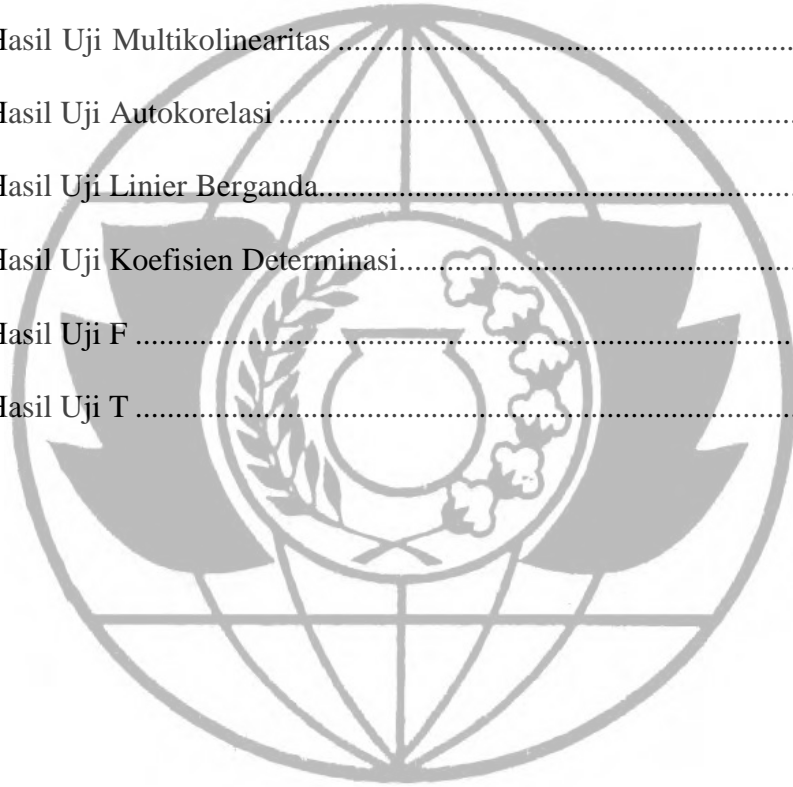 Hasil Uji Multikolinearitas ........................................................................................
Hasil Uji Autokorelasi ...................................................................................................
Hasil Uji Linier Berganda............................................................................................
Hasil Uji Koefisien Determinasi.............................................................................
Hasil Uji F .............................................................................................................................
Hasil Uji T .............................................................................................................................